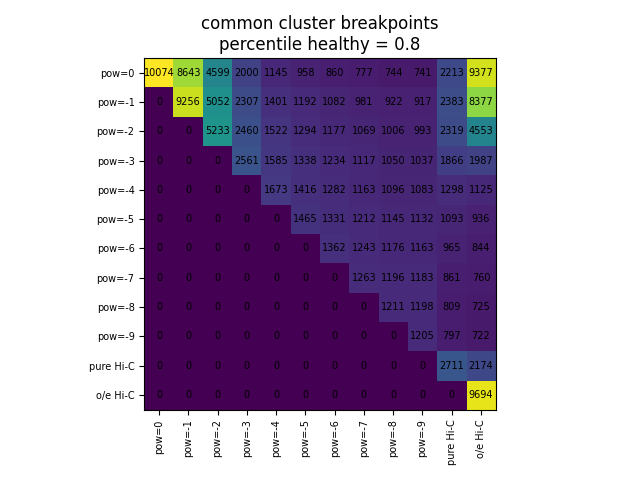 common cluster breakpoints
percentile healthy = 0.8
pow=0 10074 8643 4599 2000 1145 958 860 777 744 741 2213 9377
pow=-1 0 9256 5052 2307 1401 1192 1082 981 922 917 2383 8377
pow=-2 0 0 5233 2460 1522 1294 1177 1069 1006 993 2319 4553
pow=-3 0 0 0 2561 1585 1338 1234 1117 1050 1037 1866 1987
pow=-4 0 0 0 0 1673 1416 1282 1163 1096 1083 1298 1125
pow=-5 0 0 0 0 0 1465 1331 1212 1145 1132 1093 936
pow=-6 0 0 0 0 0 0 1362 1243 1176 1163 965 844
pow=-7 0 0 0 0 0 0 0 1263 1196 1183 861 760
pow=-8 0 0 0 0 0 0 0 0 1211 1198 809 725
pow=-9 0 0 0 0 0 0 0 0 0 1205 797 722
pure Hi-C 0 0 0 0 0 0 0 0 0 0 2711 2174
o/e Hi-C 0 0 0 0 0 0 0 0 0 0 0 9694
pow=0 pow=-1 pow=-2 pow=-3 pow=-4 pow=-5 pow=-6 pow=-7 pow=-8 pow=-9 pure Hi-C o/e Hi-C